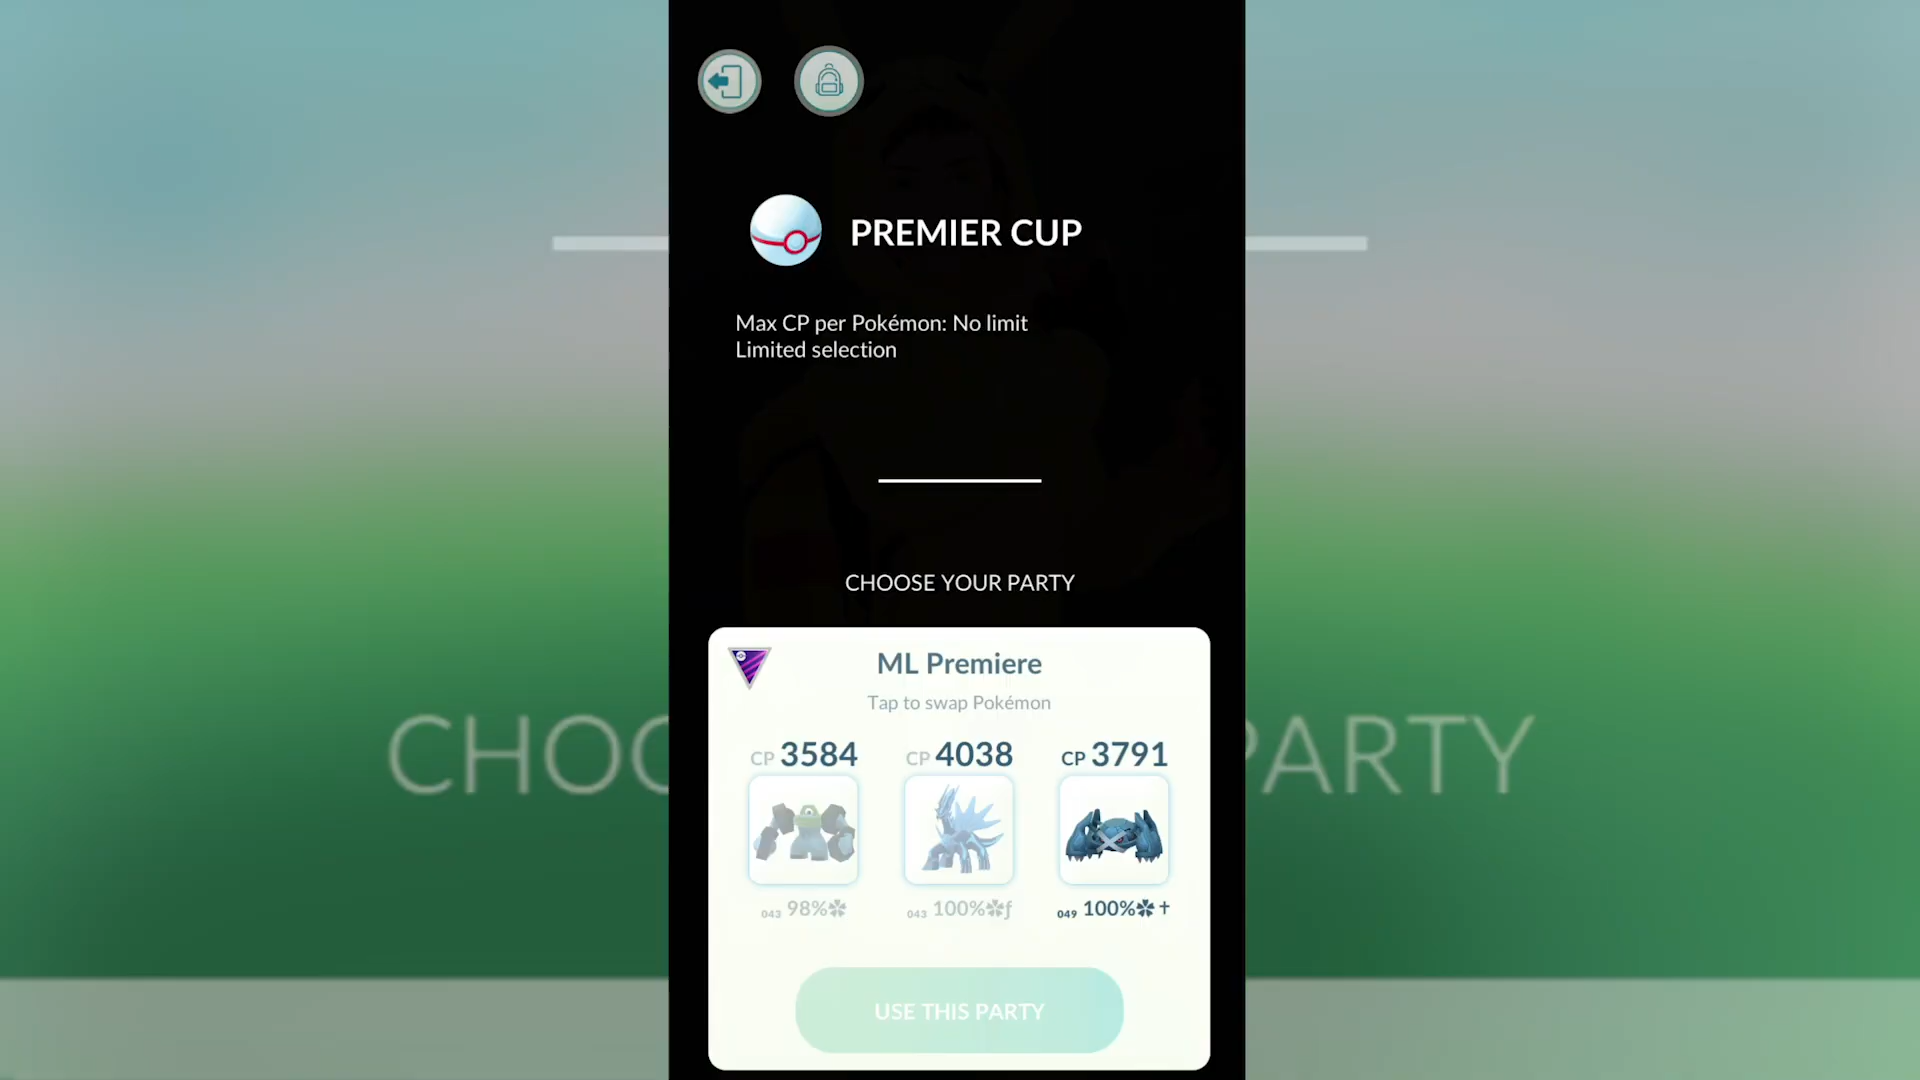 PREMIER CUP
Max CP per Pokémon: No limit
Limited selection
CHOOSE YOUR PARTY
ML Premiere
Tap to swap Pokémon
CP 3584 CP 4038 CP 3791
043 98%✽ 043 100%✽ƒ 049 100%✽†
USE THIS PARTY
CHOO PARTY